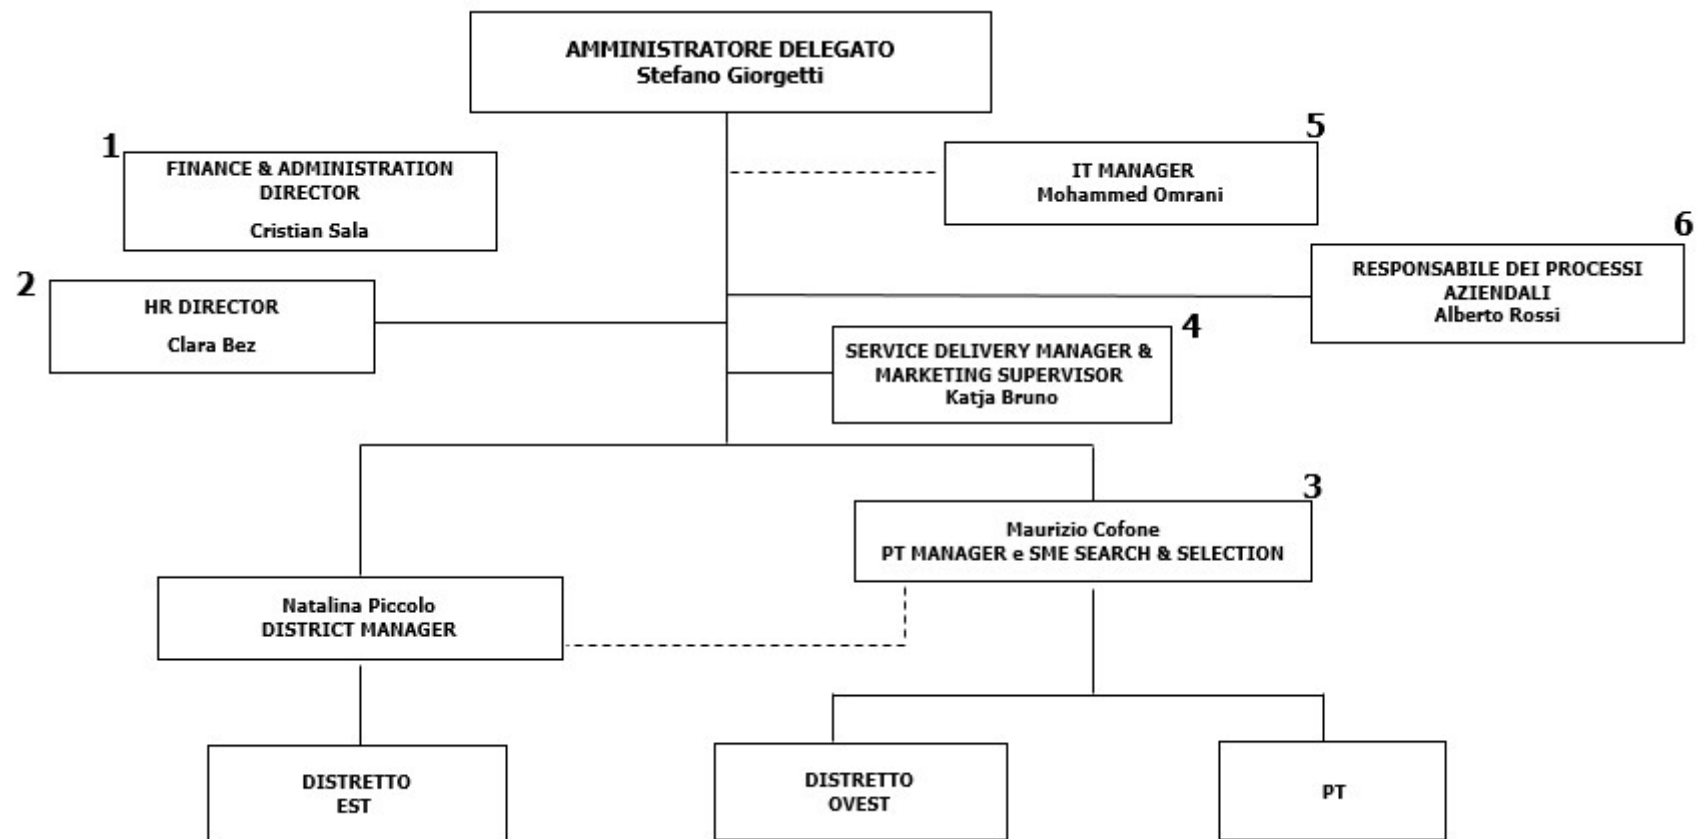 AMMINISTRATORE DELEGATO
Stefano Giorgetti
1
FINANCE & ADMINISTRATION
DIRECTOR
Cristian Sala
5
IT MANAGER
Mohammed Omrani
2
HR DIRECTOR
Clara Bez
6
RESPONSABILE DEI PROCESSI
AZIENDALI
Alberto Rossi
4
SERVICE DELIVERY MANAGER &
MARKETING SUPERVISOR
Katja Bruno
3
Maurizio Cofone
PT MANAGER e SME SEARCH & SELECTION
Natalina Piccolo
DISTRICT MANAGER
DISTRETTO
EST
DISTRETTO
OVEST
PT